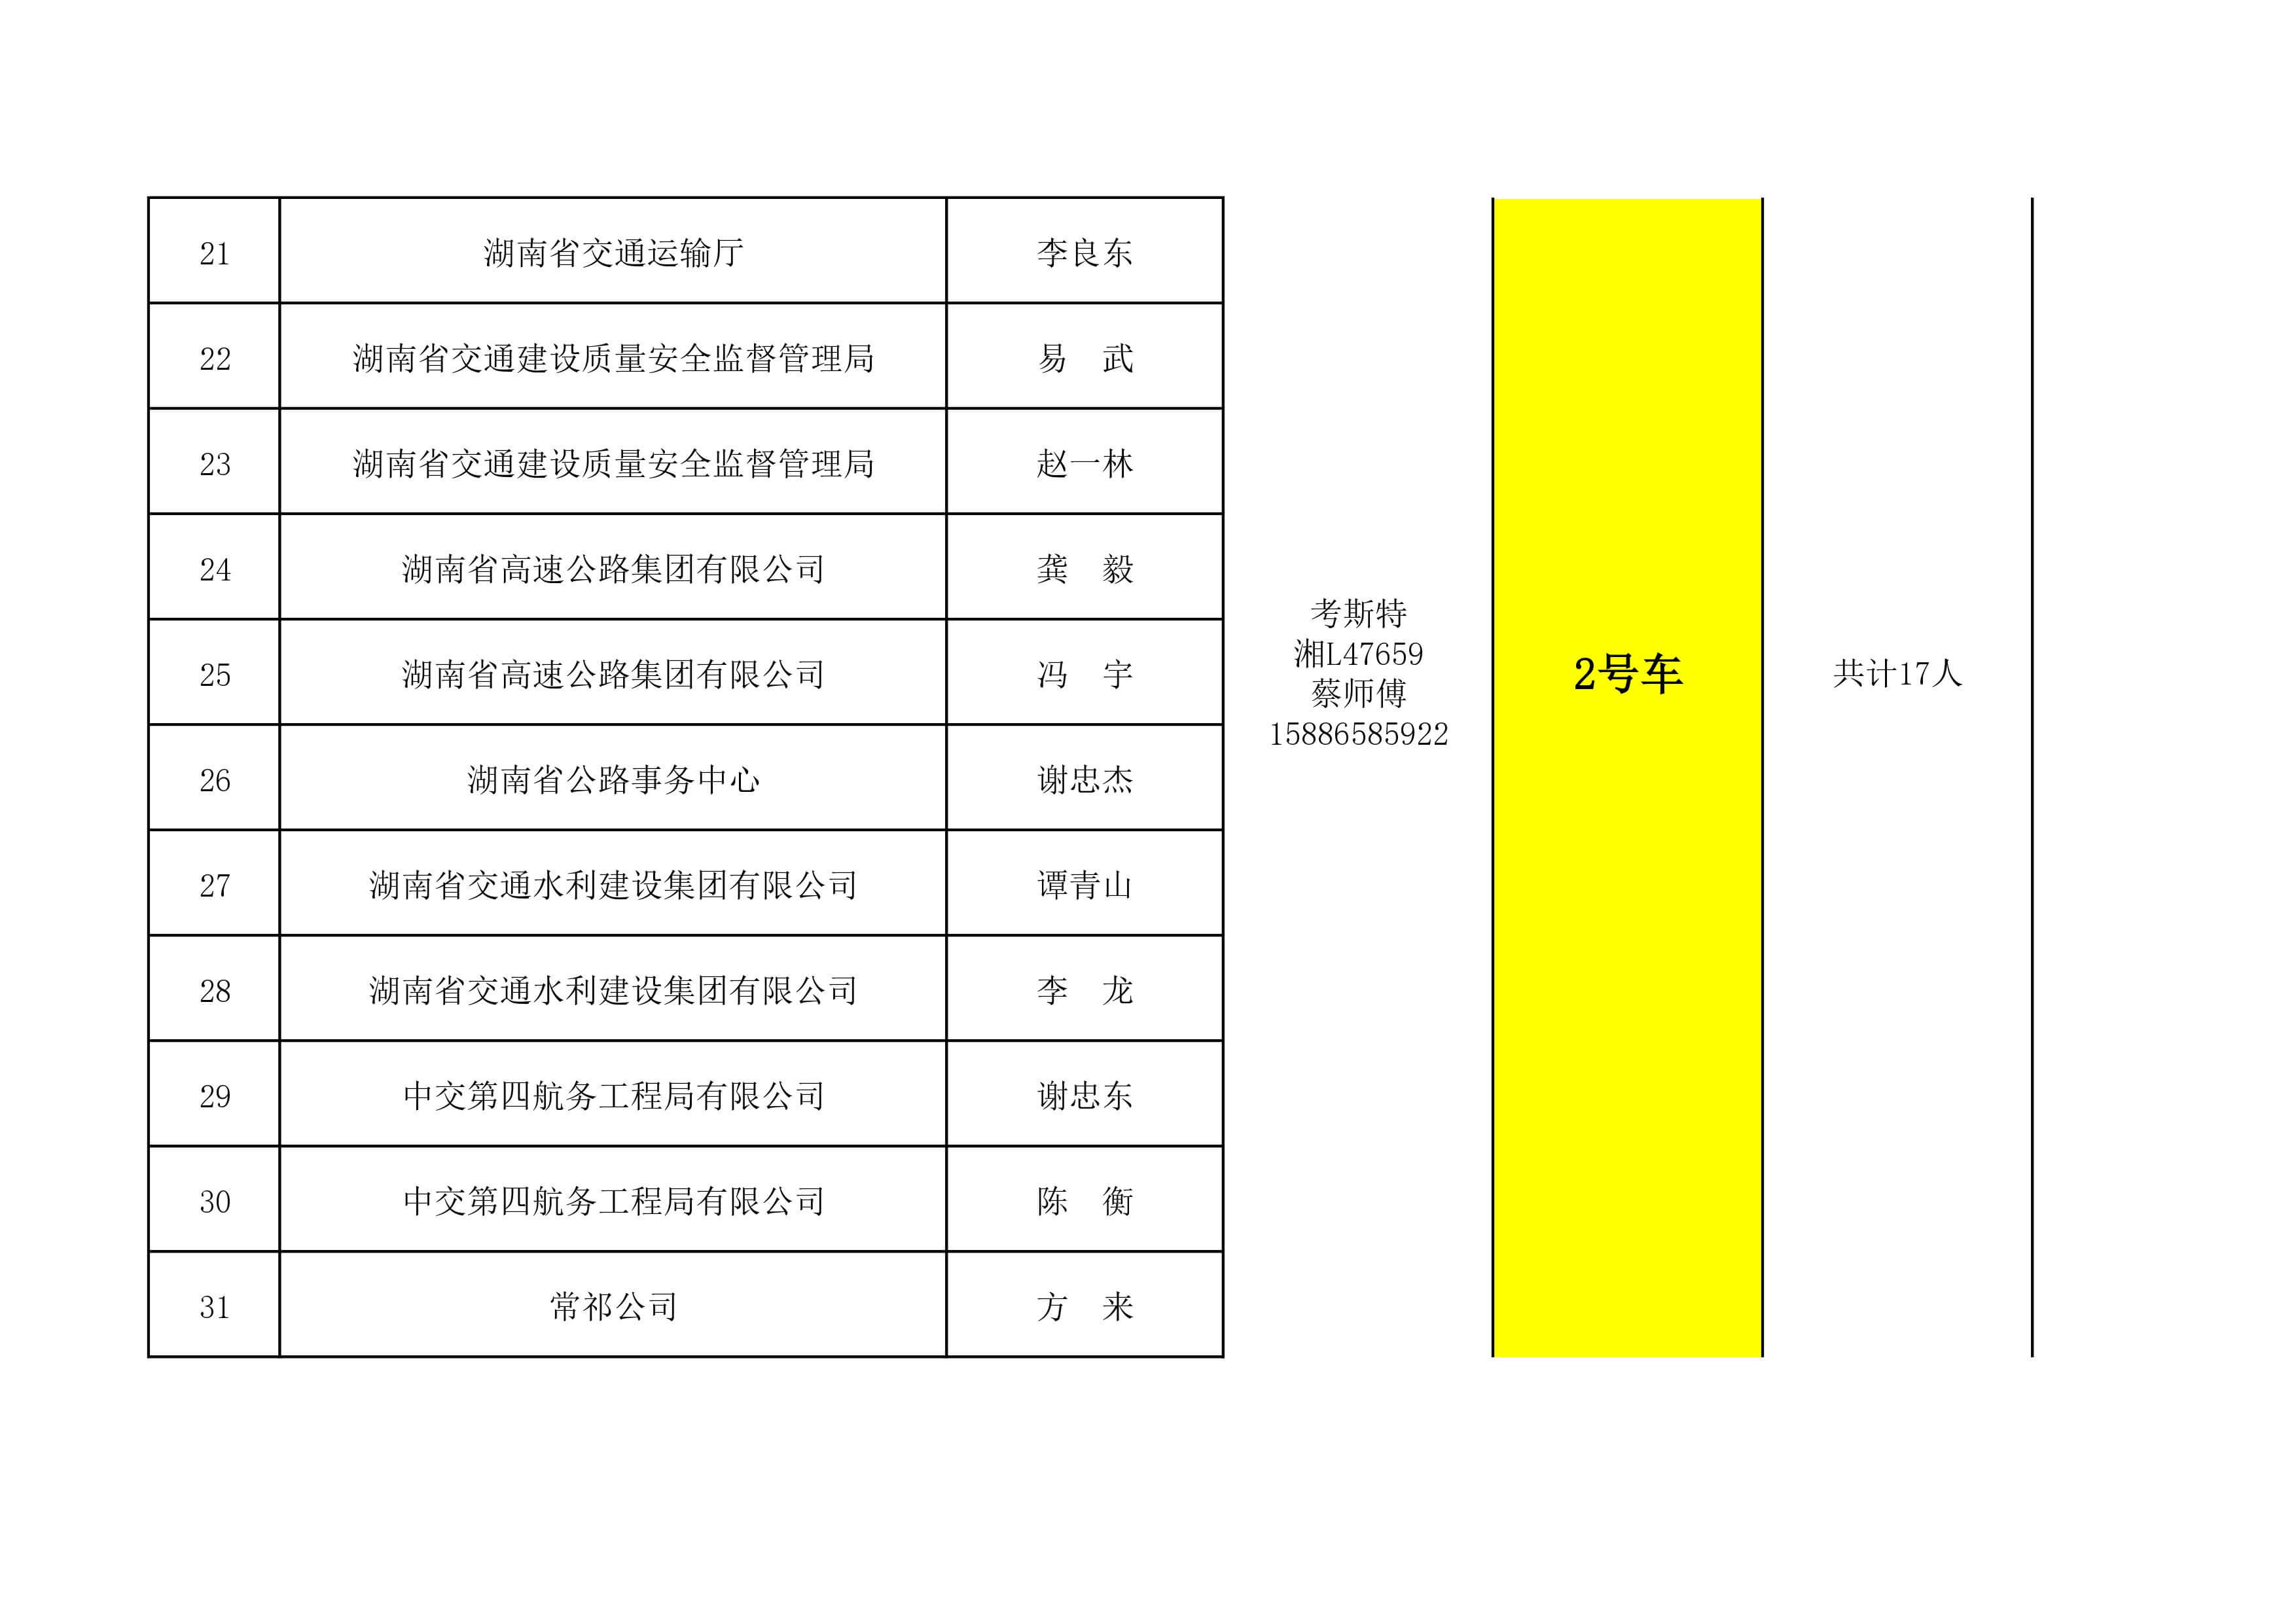 21 湖南省交通运输厅 李良东
22 湖南省交通建设质量安全监督管理局 易　武
23 湖南省交通建设质量安全监督管理局 赵一林
24 湖南省高速公路集团有限公司 龚　毅
25 湖南省高速公路集团有限公司 冯　宇
26 湖南省公路事务中心 谢忠杰
27 湖南省交通水利建设集团有限公司 谭青山
28 湖南省交通水利建设集团有限公司 李　龙
29 中交第四航务工程局有限公司 谢忠东
30 中交第四航务工程局有限公司 陈　衡
31 常祁公司 方　来
考斯特
湘L47659
蔡师傅
15886585922
2号车
共计17人